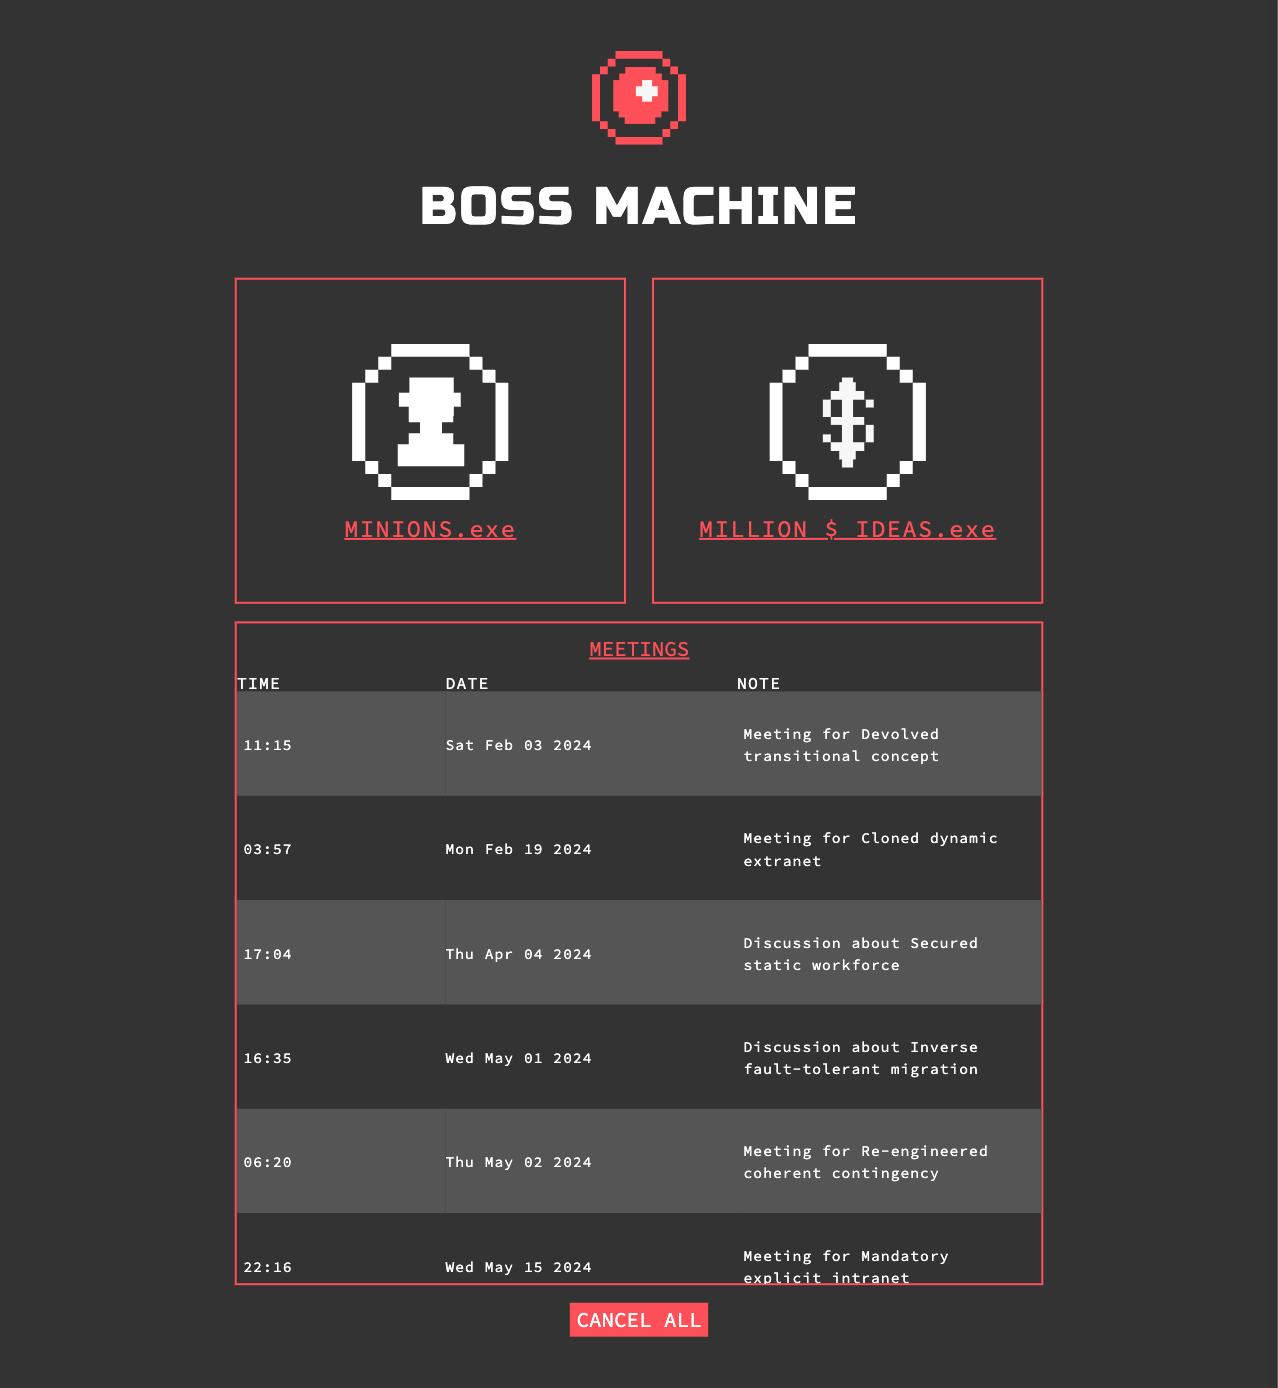 BOSS MACHINE
MINIONS.exe
MILLION $ IDEAS.exe
MEETINGS
TIME DATE NOTE
11:15 Sat Feb 03 2024 Meeting for Devolved
transitional concept
03:57 Mon Feb 19 2024 Meeting for Cloned dynamic
extranet
17:04 Thu Apr 04 2024 Discussion about Secured
static workforce
16:35 Wed May 01 2024 Discussion about Inverse
fault-tolerant migration
06:20 Thu May 02 2024 Meeting for Re-engineered
coherent contingency
22:16 Wed May 15 2024 Meeting for Mandatory
explicit intranet
CANCEL ALL